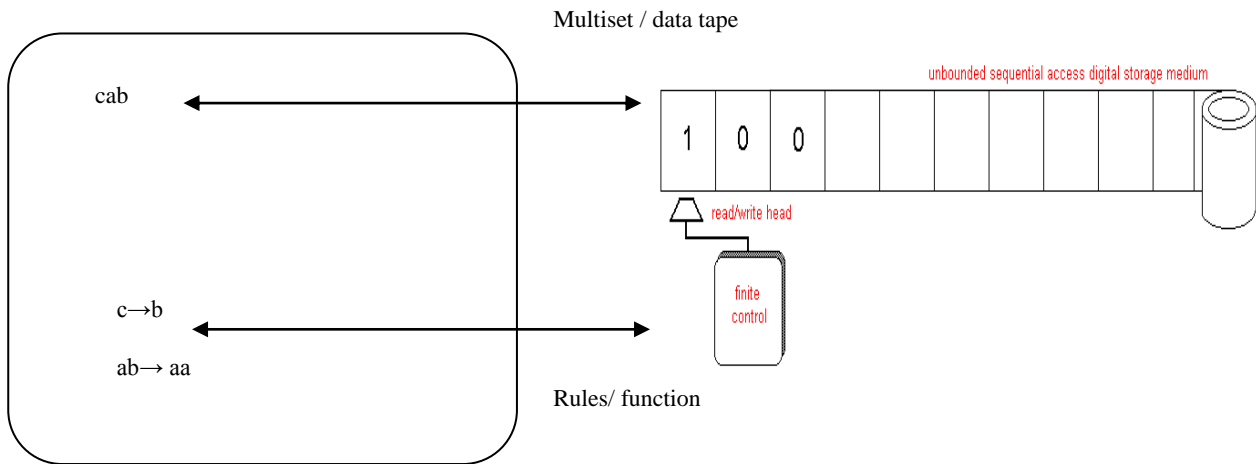 Multiset / data tape
unbounded sequential access digital storage medium
cab
1 0 0
read/write head
finite
control
c→b
ab→ aa
Rules/ function